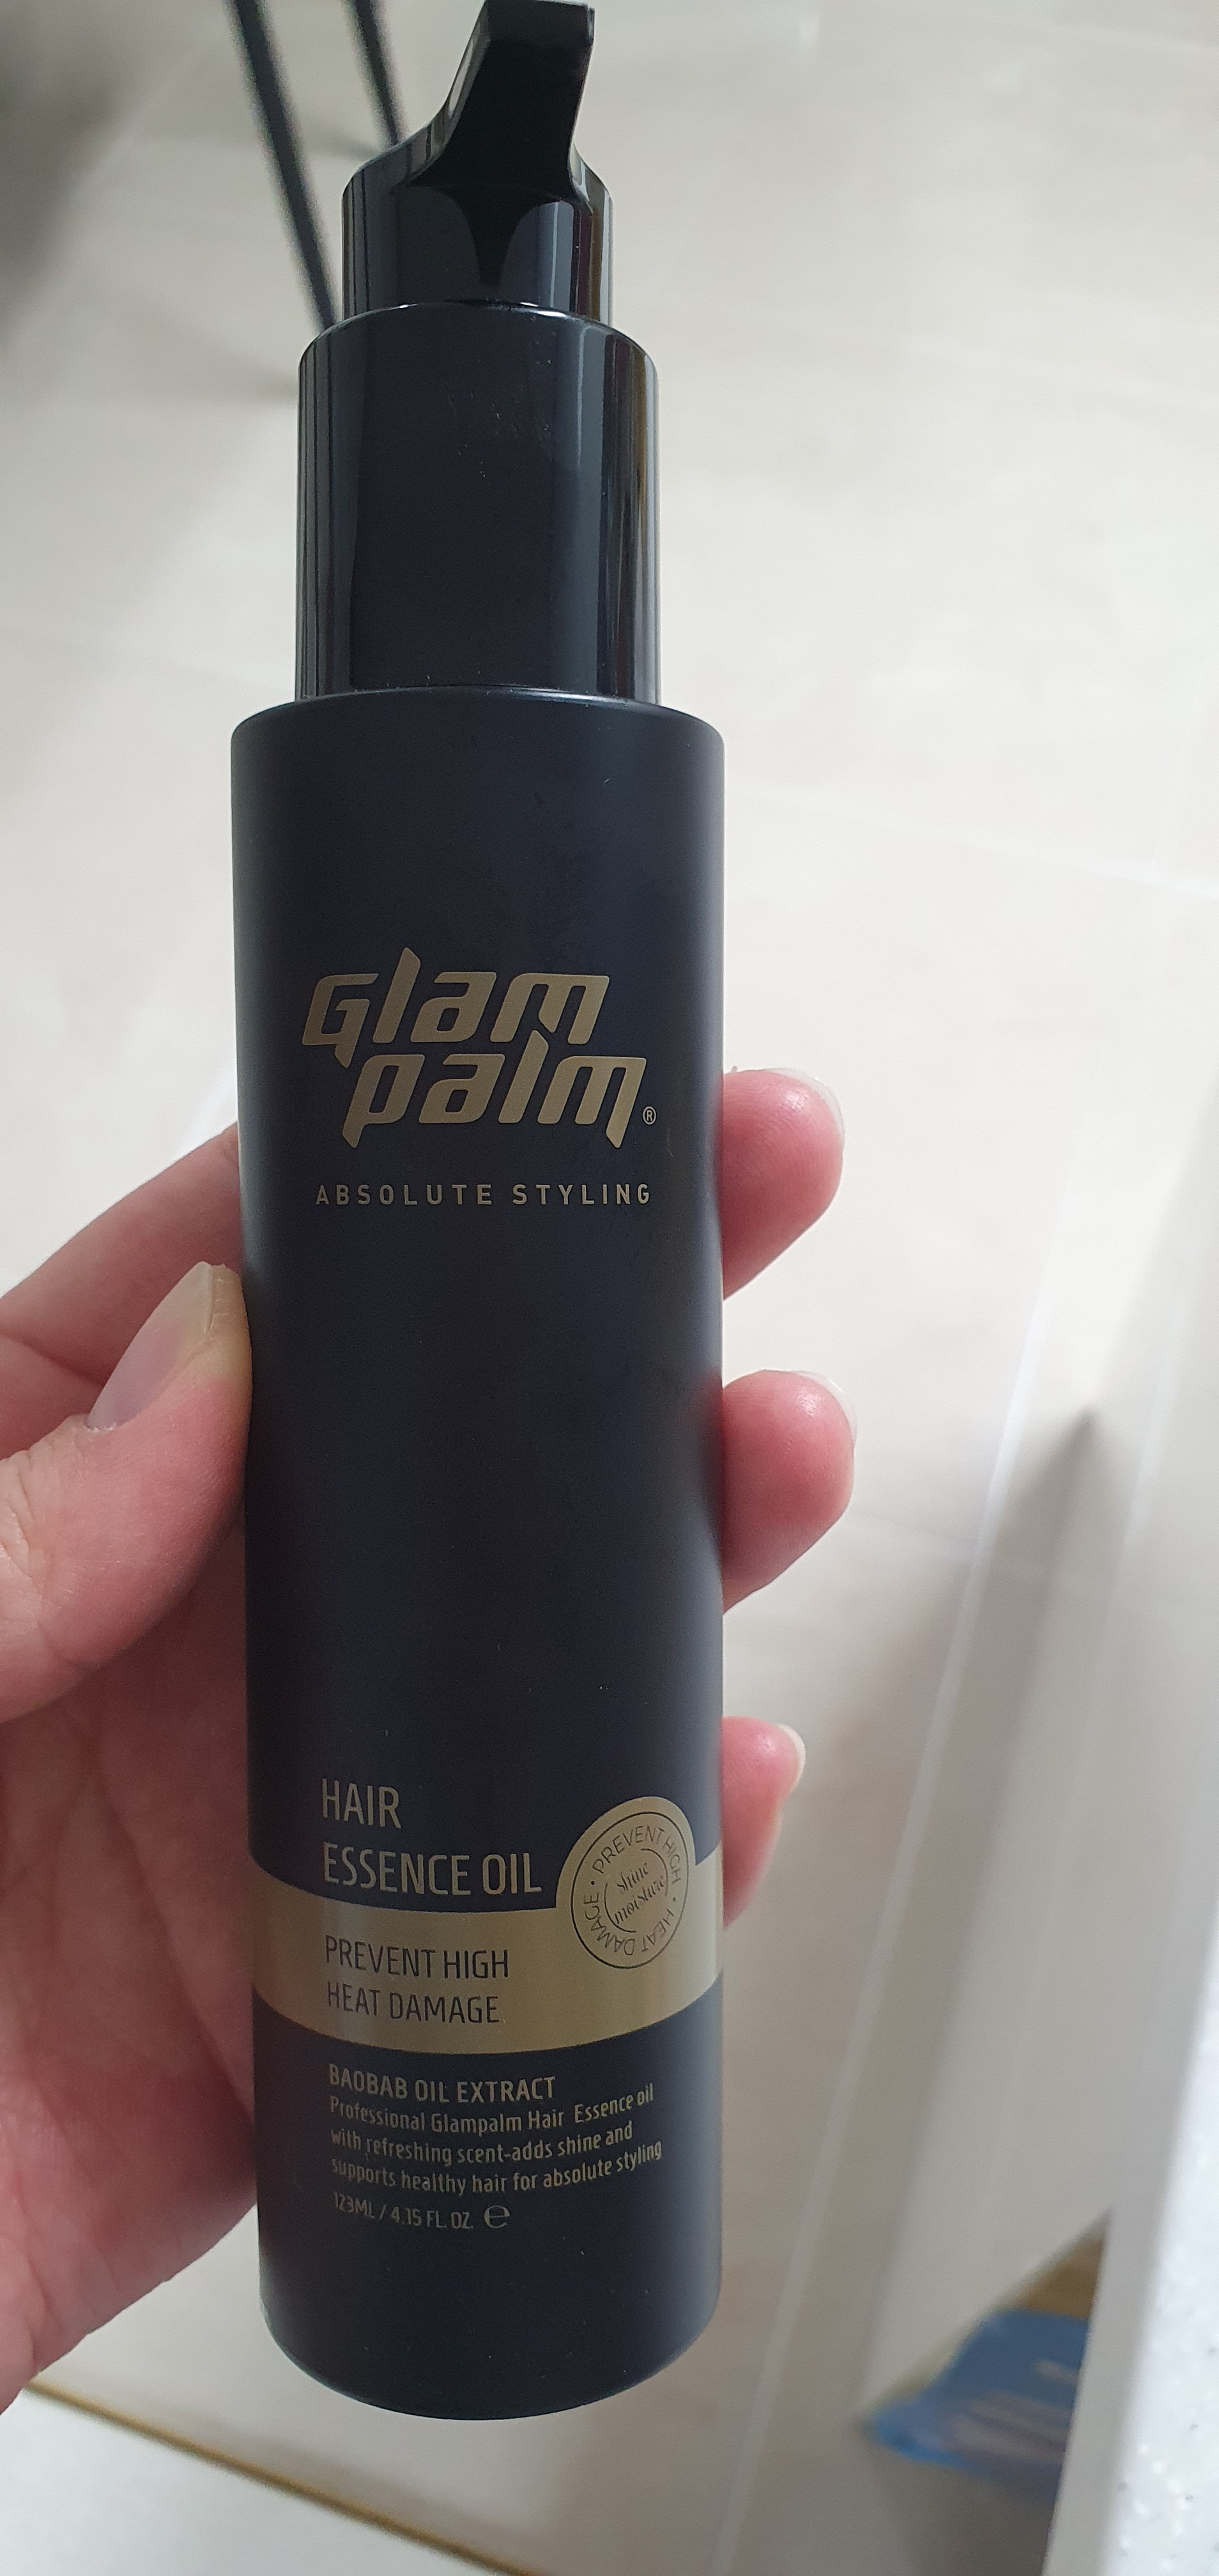 Glam
palm®
ABSOLUTE STYLING
HAIR
ESSENCE OIL
PREVENT HIGH • HEAT DAMAGE •
shine
moisture
PREVENT HIGH
HEAT DAMAGE
BAOBAB OIL EXTRACT
Professional Glampalm Hair Essence oil
with refreshing scent-adds shine and
supports healthy hair for absolute styling
123ML / 4.15 FL. OZ. ℮